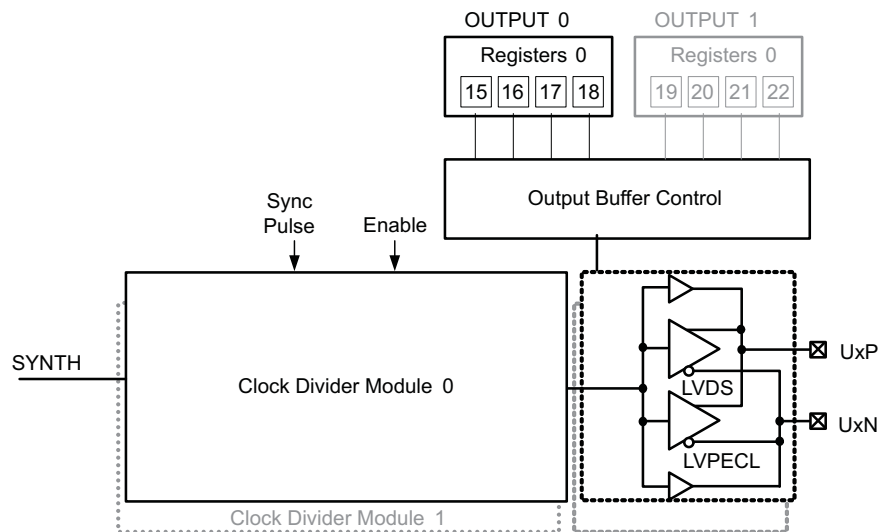 OUTPUT 0
OUTPUT 1
Registers 0
Registers 0
15 16 17 18
19 20 21 22
Output Buffer Control
Sync
Pulse
Enable
SYNTH
Clock Divider Module 0
UxP
LVDS
UxN
LVPECL
Clock Divider Module 1